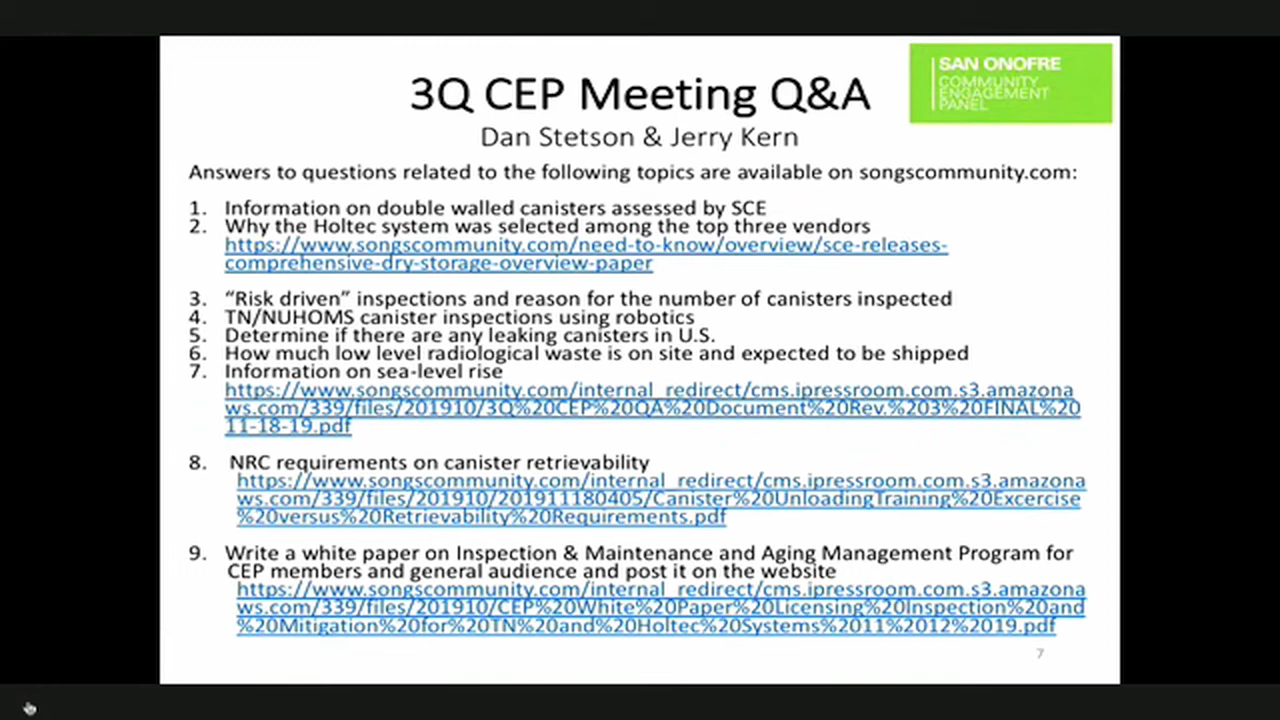 SAN ONOFRE
COMMUNITY
ENGAGEMENT
PANEL
3Q CEP Meeting Q&A
Dan Stetson & Jerry Kern
Answers to questions related to the following topics are available on songscommunity.com:
1. Information on double walled canisters assessed by SCE
2. Why the Holtec system was selected among the top three vendors
https://www.songscommunity.com/need-to-know/overview/sce-releases-
comprehensive-dry-storage-overview-paper
3. “Risk driven” inspections and reason for the number of canisters inspected
4. TN/NUHOMS canister inspections using robotics
5. Determine if there are any leaking canisters in U.S.
6. How much low level radiological waste is on site and expected to be shipped
7. Information on sea-level rise
https://www.songscommunity.com/internal_redirect/cms.ipressroom.com.s3.amazona
ws.com/339/files/201910/3Q%20CEP%20QA%20Document%20Rev.%203%20FINAL%20
11-18-19.pdf
8. NRC requirements on canister retrievability
https://www.songscommunity.com/internal_redirect/cms.ipressroom.com.s3.amazona
ws.com/339/files/201910/201911180405/Canister%20UnloadingTraining%20Excercise
%20versus%20Retrievability%20Requirements.pdf
9. Write a white paper on Inspection & Maintenance and Aging Management Program for
CEP members and general audience and post it on the website
https://www.songscommunity.com/internal_redirect/cms.ipressroom.com.s3.amazona
ws.com/339/files/201910/CEP%20White%20Paper%20Licensing%20Inspection%20and
%20Mitigation%20for%20TN%20and%20Holtec%20Systems%2011%2012%2019.pdf
7